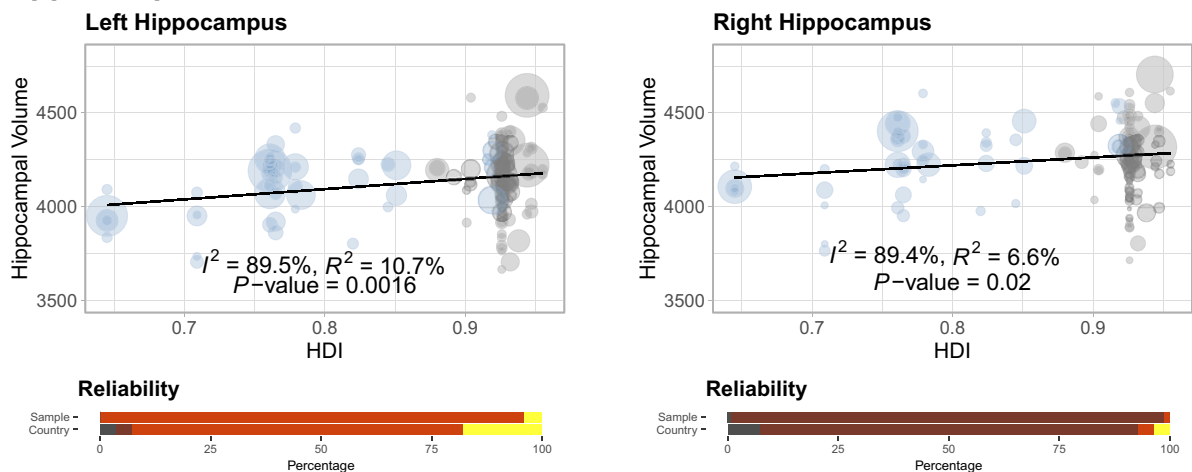 Left Hippocampus
Hippocampal Volume
4500
4000
3500
I² = 89.5%, R² = 10.7%
P−value = 0.0016
0.7 0.8 0.9
HDI
Reliability
Sample
Country
0 25 50 75 100
Percentage
Right Hippocampus
Hippocampal Volume
4500
4000
3500
I² = 89.4%, R² = 6.6%
P−value = 0.02
0.7 0.8 0.9
HDI
Reliability
Sample
Country
0 25 50 75 100
Percentage